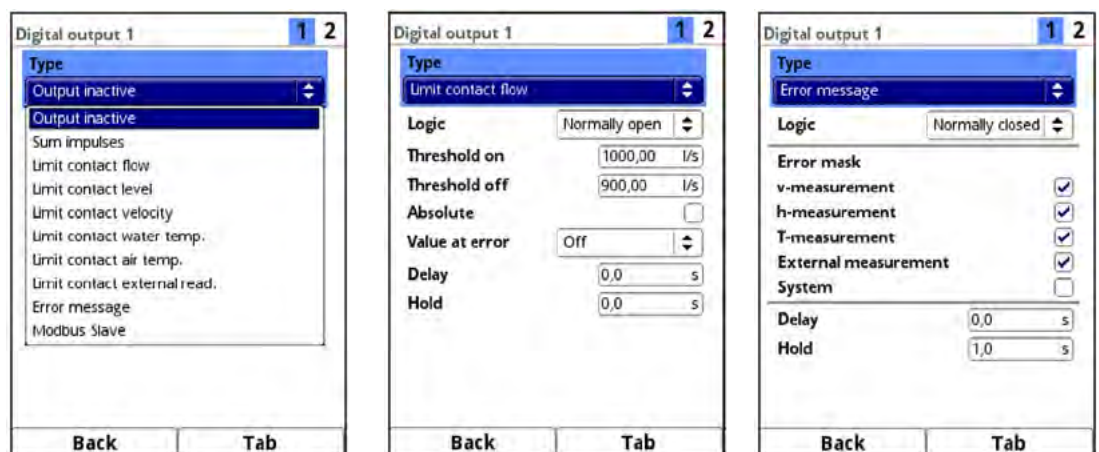 Digital output 1 1 2
Type
Output inactive
Output inactive
Sum impulses
Limit contact flow
Limit contact level
Limit contact velocity
Limit contact water temp.
Limit contact air temp.
Limit contact external read.
Error message
Modbus Slave
Back Tab
Digital output 1 1 2
Type
Limit contact flow
Logic Normally open
Threshold on 1000,00 l/s
Threshold off 900,00 l/s
Absolute
Value at error Off
Delay 0,0 s
Hold 0,0 s
Back Tab
Digital output 1 1 2
Type
Error message
Logic Normally closed
Error mask
v-measurement
h-measurement
T-measurement
External measurement
System
Delay 0,0 s
Hold 1,0 s
Back Tab